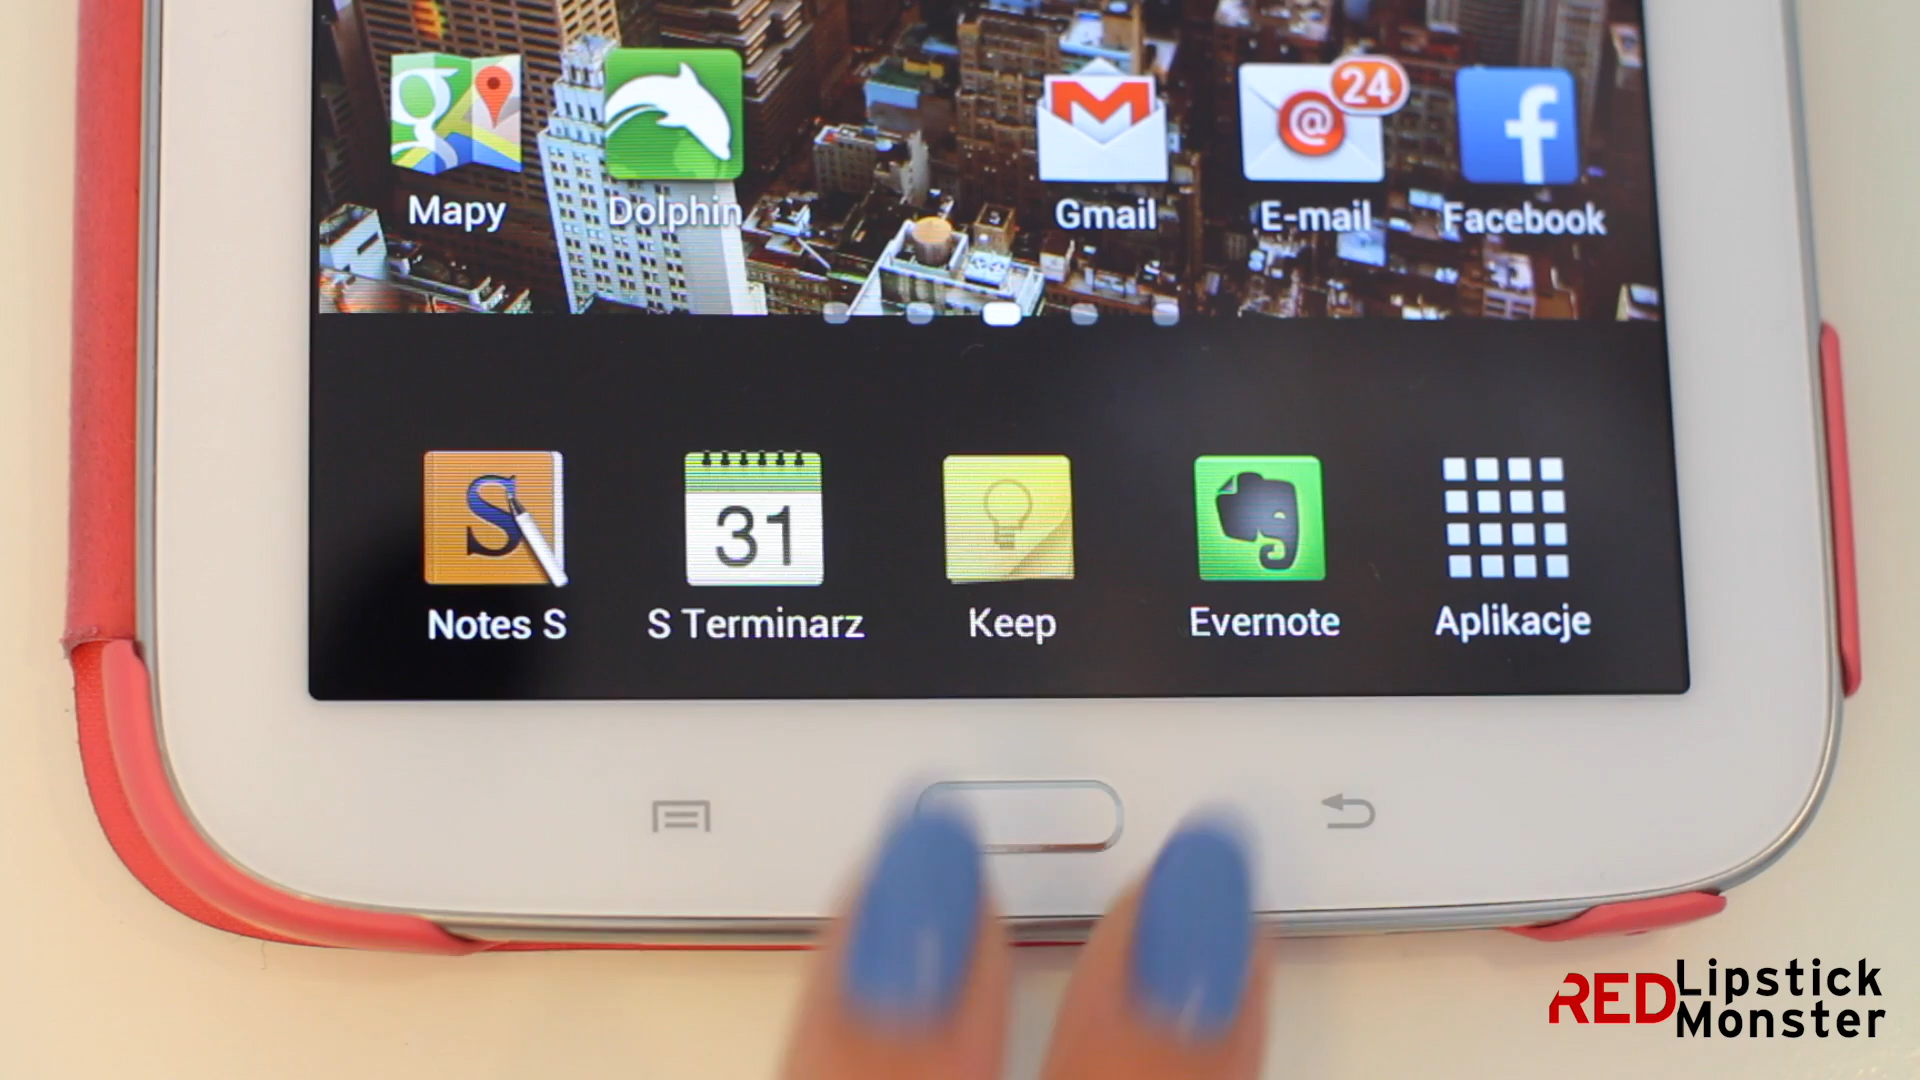 24
Mapy Dolphin Gmail E-mail Facebook
31
Notes S S Terminarz Keep Evernote Aplikacje
RED Lipstick
Monster